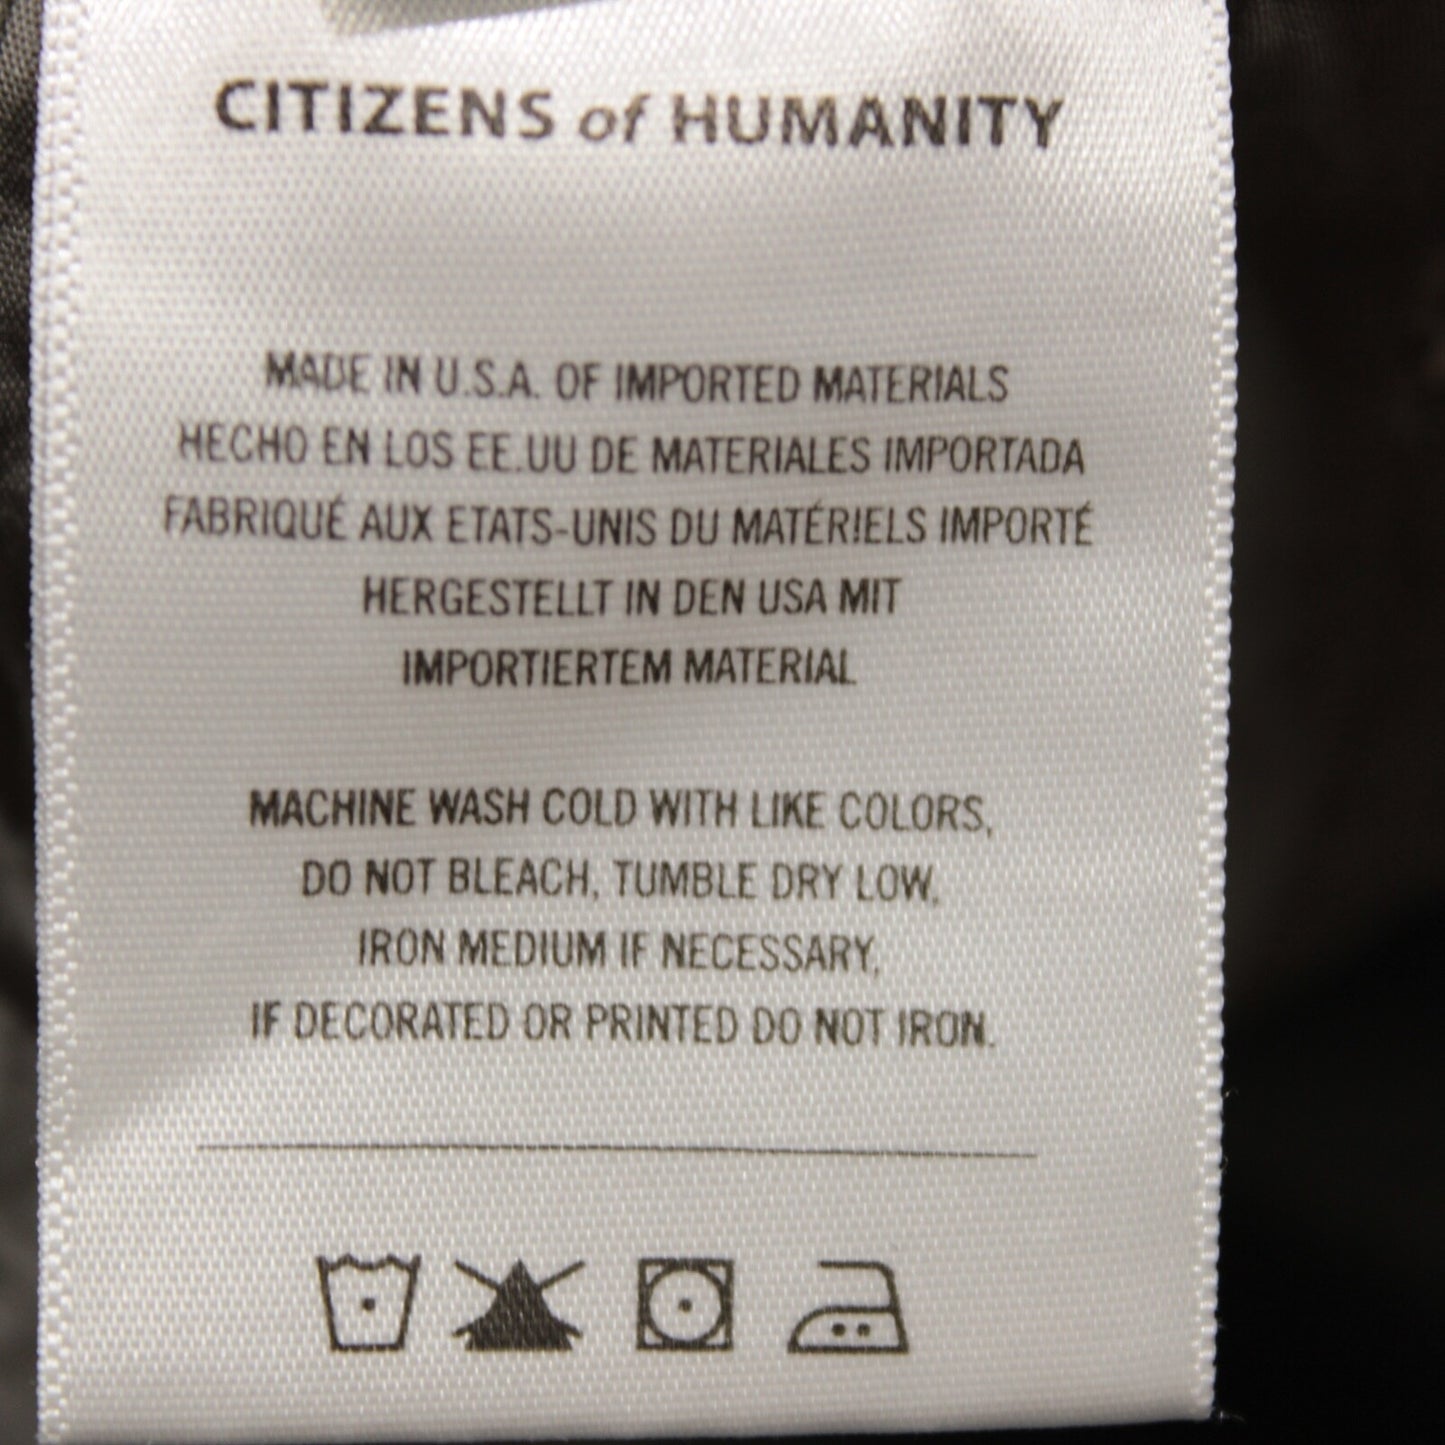 CITIZENS of HUMANITY
MADE IN U.S.A. OF IMPORTED MATERIALS
HECHO EN LOS EE.UU DE MATERIALES IMPORTADA
FABRIQUÉ AUX ETATS-UNIS DU MATÉRIELS IMPORTÉ
HERGESTELLT IN DEN USA MIT
IMPORTIERTEM MATERIAL
MACHINE WASH COLD WITH LIKE COLORS,
DO NOT BLEACH, TUMBLE DRY LOW,
IRON MEDIUM IF NECESSARY,
IF DECORATED OR PRINTED DO NOT IRON.